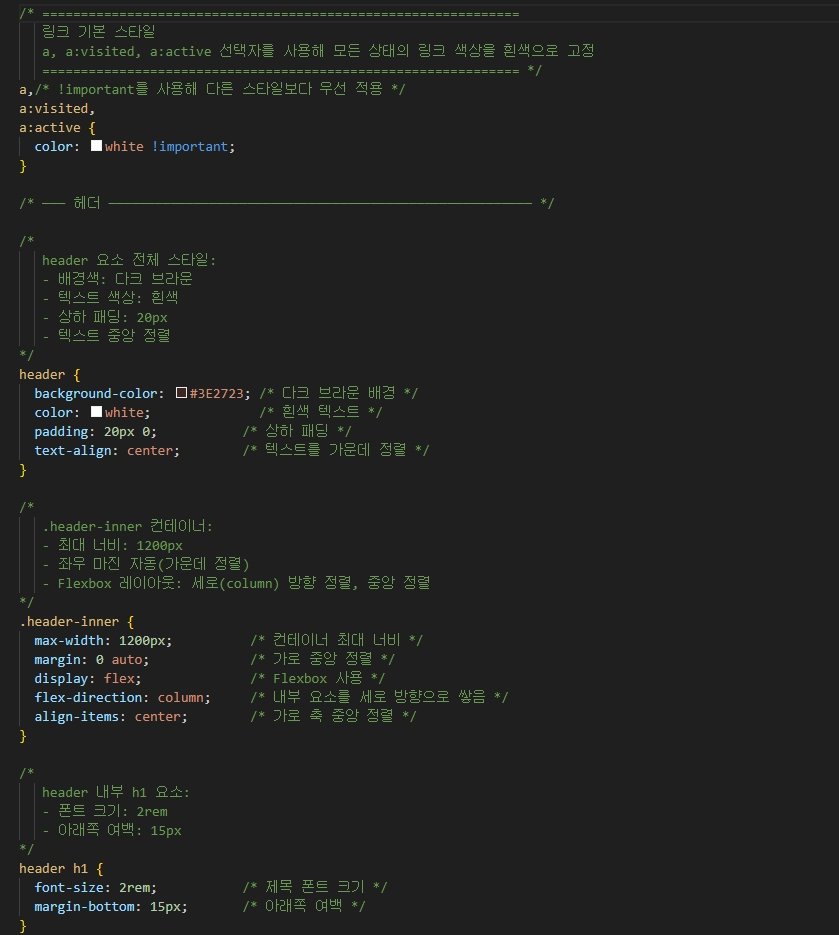 /* ==============================================================
링크 기본 스타일
a, a:visited, a:active 선택자를 사용해 모든 상태의 링크 색상을 흰색으로 고정
============================================================== */
a,/* !important를 사용해 다른 스타일보다 우선 적용 */
a:visited,
a:active {
color: white !important;
}
/* ─── 헤더 ─────────────────────────────────────────────────────── */
/*
header 요소 전체 스타일:
- 배경색: 다크 브라운
- 텍스트 색상: 흰색
- 상하 패딩: 20px
- 텍스트 중앙 정렬
*/
header {
background-color: #3E2723; /* 다크 브라운 배경 */
color: white; /* 흰색 텍스트 */
padding: 20px 0; /* 상하 패딩 */
text-align: center; /* 텍스트를 가운데 정렬 */
}
/*
.header-inner 컨테이너:
- 최대 너비: 1200px
- 좌우 마진 자동(가운데 정렬)
- Flexbox 레이아웃: 세로(column) 방향 정렬, 중앙 정렬
*/
.header-inner {
max-width: 1200px; /* 컨테이너 최대 너비 */
margin: 0 auto; /* 가로 중앙 정렬 */
display: flex; /* Flexbox 사용 */
flex-direction: column; /* 내부 요소를 세로 방향으로 쌓음 */
align-items: center; /* 가로 축 중앙 정렬 */
}
/*
header 내부 h1 요소:
- 폰트 크기: 2rem
- 아래쪽 여백: 15px
*/
header h1 {
font-size: 2rem; /* 제목 폰트 크기 */
margin-bottom: 15px; /* 아래쪽 여백 */
}